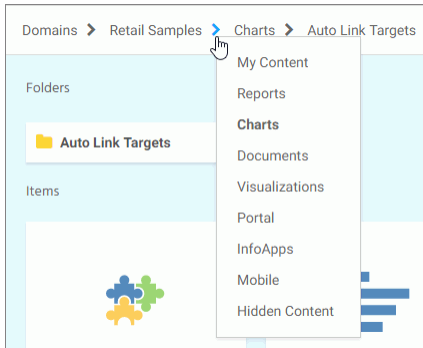 Domains > Retail Samples > Charts > Auto Link Targets
My Content
Folders
Reports
Charts
Auto Link Targets
Documents
Items
Visualizations
Portal
InfoApps
Mobile
Hidden Content